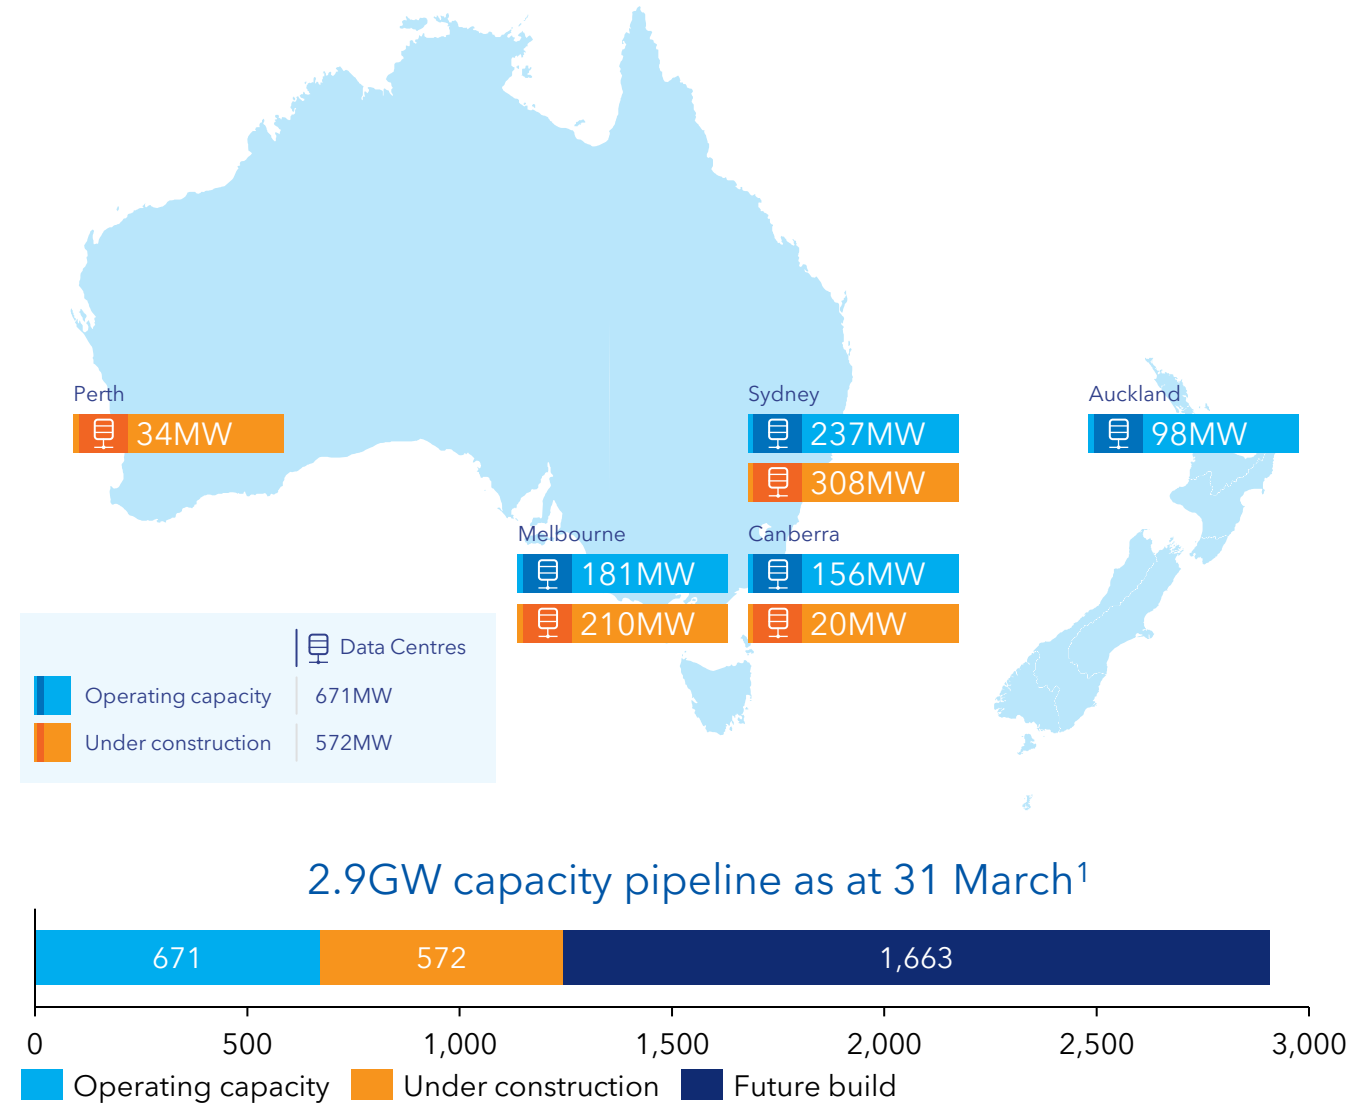 Perth
34MW
Sydney
237MW
308MW
Auckland
98MW
Melbourne
181MW
210MW
Canberra
156MW
20MW
Data Centres
Operating capacity 671MW
Under construction 572MW
2.9GW capacity pipeline as at 31 March¹
671 572 1,663
0 500 1,000 1,500 2,000 2,500 3,000
Operating capacity Under construction Future build